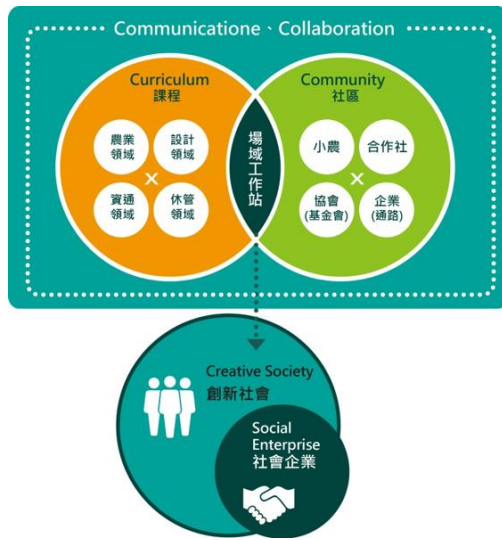 Communicatione、Collaboration
Curriculum
課程
農業
領域
設計
領域
×
資通
領域
休管
領域
場域工作站
Community
社區
小農
合作社
×
協會
(基金會)
企業
(通路)
Creative Society
創新社會
Social
Enterprise
社會企業